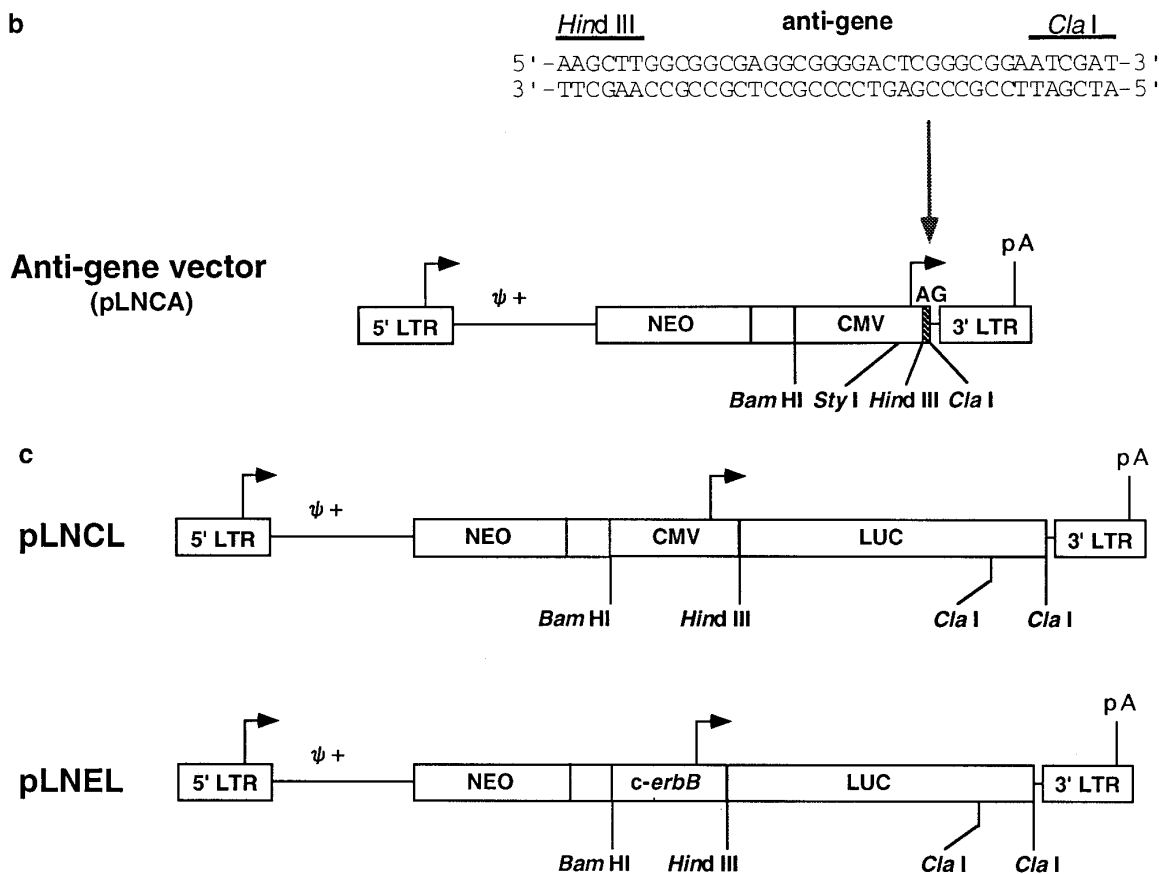 b
Hind III anti-gene Cla I
5'-AAGCTTGGCGGCGAGGCGGGGACTCGGGCGGAATCGAT-3'
3'-TTCGAACCGCCGCTCCGCCCCTGAGCCCGCCTTAGCTA-5'
Anti-gene vector
(pLNCA)
pA
ψ +
AG
5' LTR NEO CMV 3' LTR
Bam HI Sty I Hind III Cla I
c
pLNCL
pA
ψ +
5' LTR NEO CMV LUC 3' LTR
Bam HI Hind III Cla I Cla I
pLNEL
pA
ψ +
5' LTR NEO c-erbB LUC 3' LTR
Bam HI Hind III Cla I Cla I